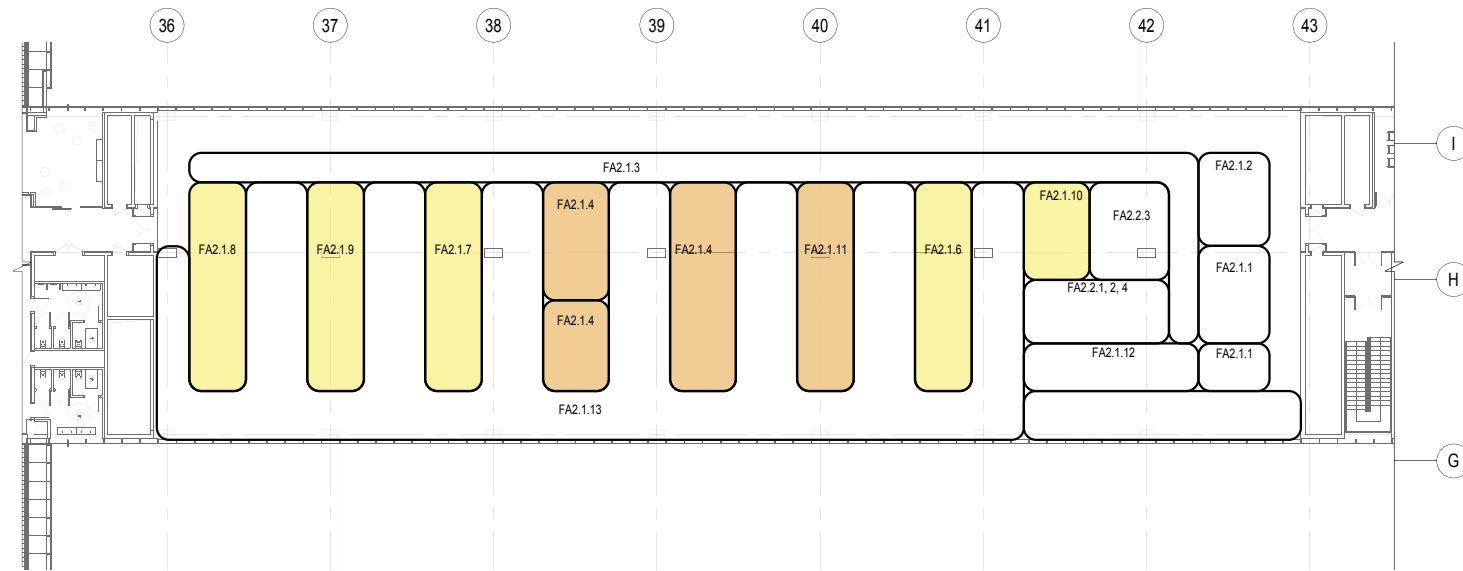 36
37
38
39
40
41
42
43
I
FA2.1.3
FA2.1.2
FA2.1.10
FA2.1.4
FA2.2.3
FA2.1.8
FA2.1.9
FA2.1.7
FA2.1.4
FA2.1.11
FA2.1.6
FA2.1.1
H
FA2.2.1, 2, 4
FA2.1.4
FA2.1.12
FA2.1.1
FA2.1.13
G